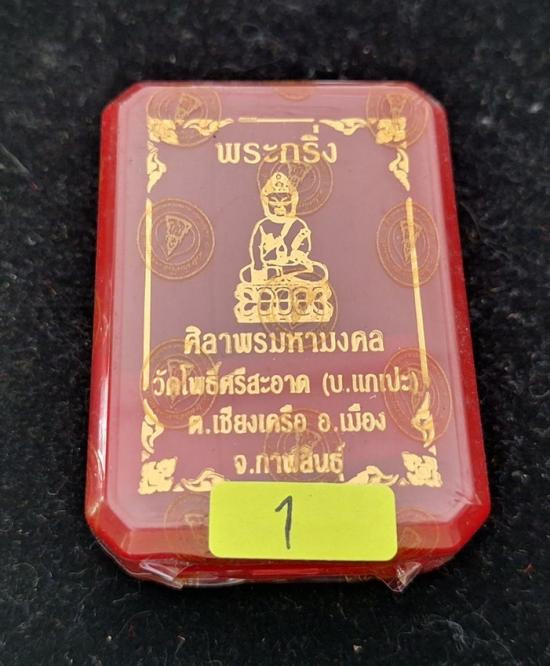 พระกริ่ง
ศิลาพรมหามงคล
วัดโพธิ์ศรีสะอาด (บ.แกเปะ)
ต.เชียงเครือ อ.เมือง
จ.กาฬสินธุ์
1